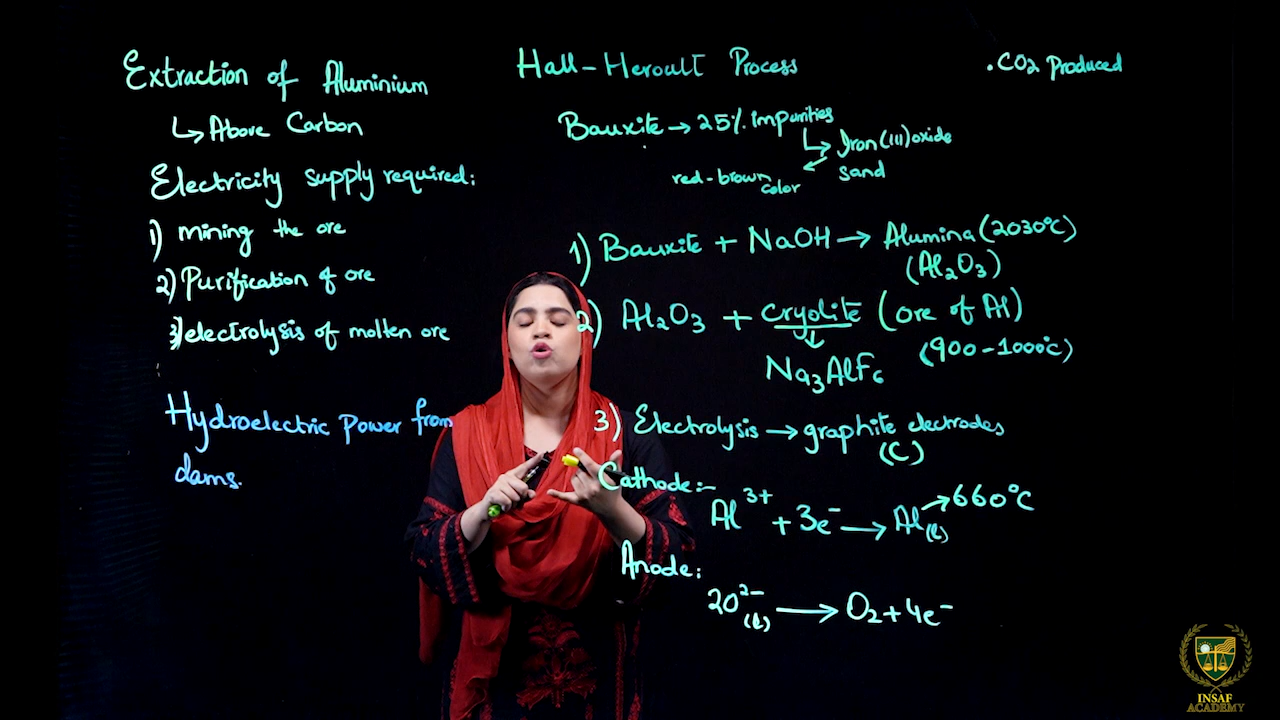 Extraction of Aluminium
↳ Above Carbon
Electricity supply required:
1) mining the ore
2) Purification of ore
3) electrolysis of molten ore
Hydroelectric Power from
dams.
Hall-Heroult Process
Bauxite → 25% impurities
↳ Iron (III) oxide
sand
red-brown color
1) Bauxite + NaOH → Alumina (2030°C)
(Al₂O₃)
2) Al₂O₃ + cryolite (ore of Al)
(900-1000°C)
Na₃AlF₆
3) Electrolysis → graphite electrodes
(C)
Cathode:-
Al³⁺ + 3e⁻ → Al(l) → 660°C
Anode:
2O²⁻(l) → O₂ + 4e⁻
.CO2 Produced
INSAF
ACADEMY